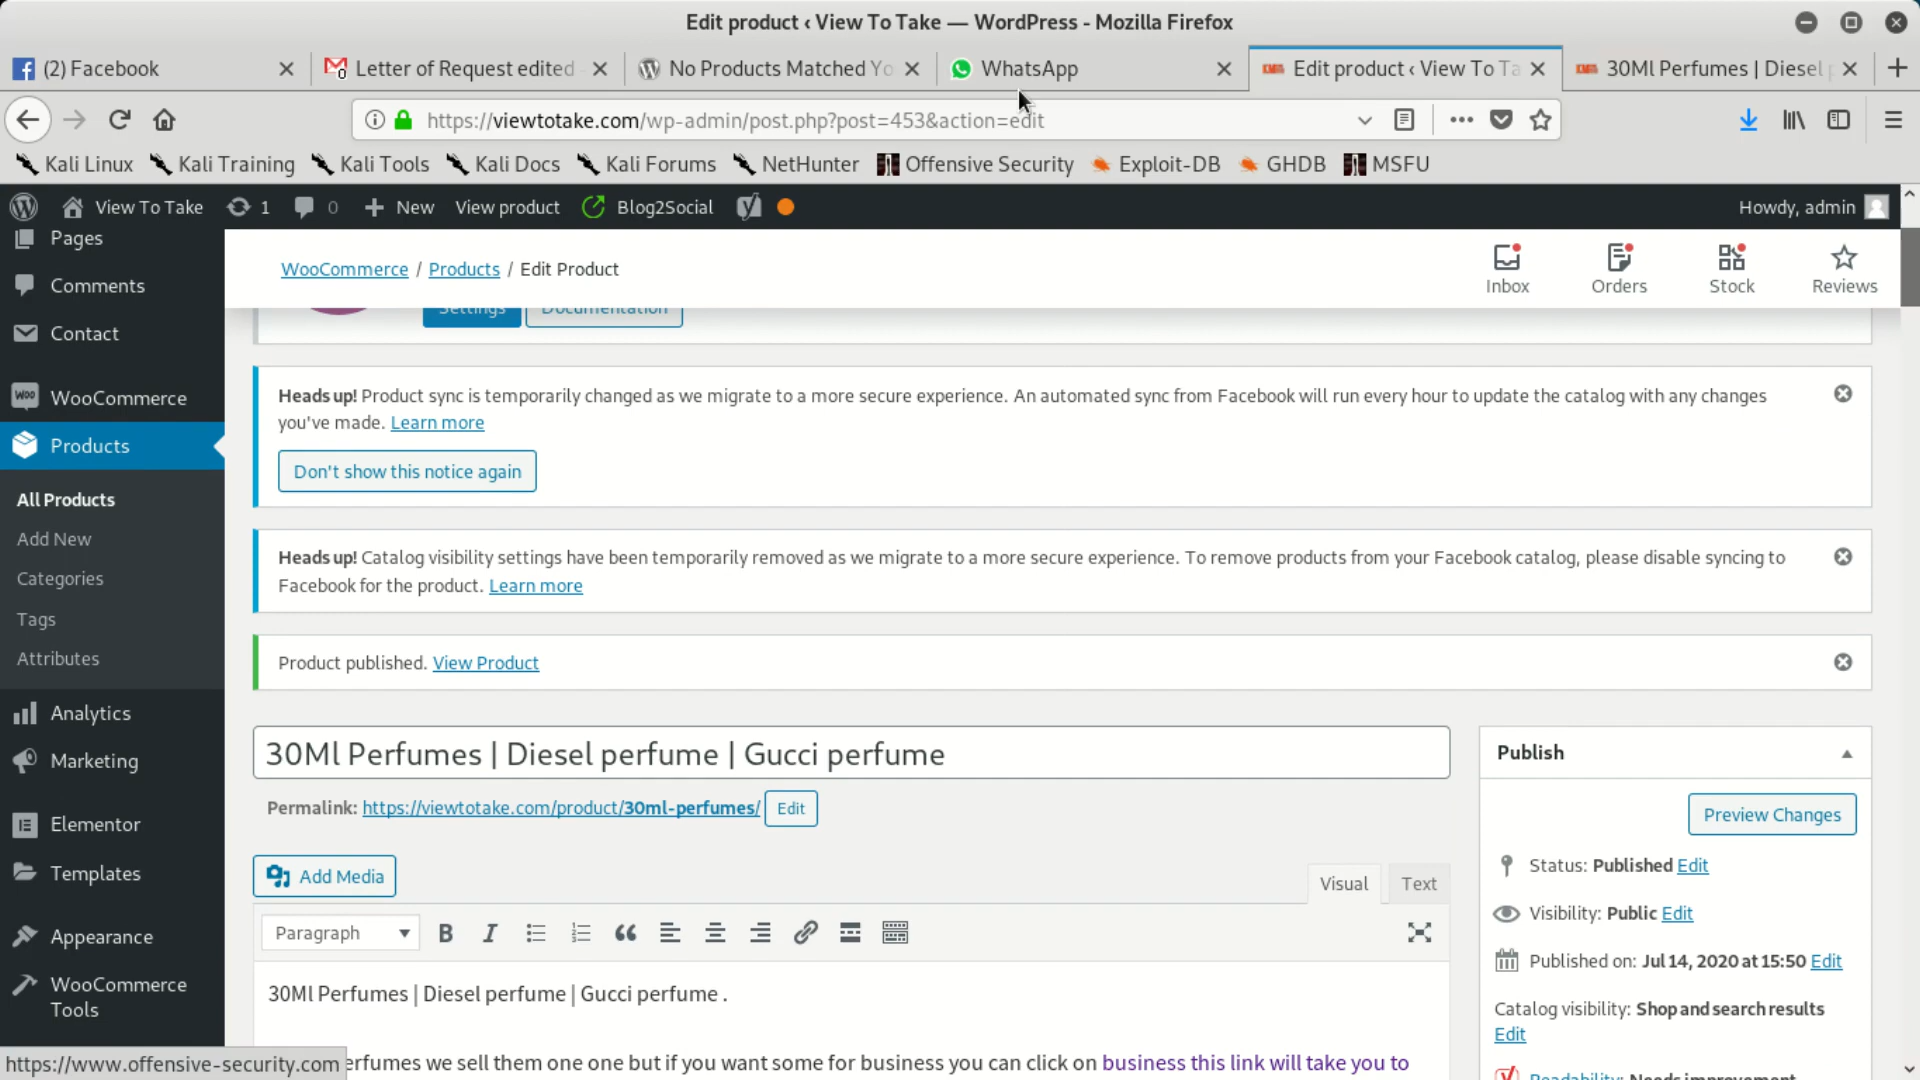 Edit product ‹ View To Take — WordPress - Mozilla Firefox
(2) Facebook
Letter of Request edited
No Products Matched Yo
WhatsApp
Edit product ‹ View To Ta
30Ml Perfumes | Diesel p
https://viewtotake.com/wp-admin/post.php?post=453&action=edit
Kali Linux
Kali Training
Kali Tools
Kali Docs
Kali Forums
NetHunter
Offensive Security
Exploit-DB
GHDB
MSFU
View To Take
1
0
New
View product
Blog2Social
Howdy, admin
Pages
Comments
Contact
WooCommerce
Products
All Products
Add New
Categories
Tags
Attributes
Analytics
Marketing
Elementor
Templates
Appearance
WooCommerce
Tools
WooCommerce / Products / Edit Product
Inbox
Orders
Stock
Reviews
Settings
Documentation
Heads up! Product sync is temporarily changed as we migrate to a more secure experience. An automated sync from Facebook will run every hour to update the catalog with any changes
you've made. Learn more
Don't show this notice again
Heads up! Catalog visibility settings have been temporarily removed as we migrate to a more secure experience. To remove products from your Facebook catalog, please disable syncing to
Facebook for the product. Learn more
Product published. View Product
30Ml Perfumes | Diesel perfume | Gucci perfume
Permalink: https://viewtotake.com/product/30ml-perfumes/ Edit
Add Media
Visual
Text
Paragraph
30Ml Perfumes | Diesel perfume | Gucci perfume .
erfumes we sell them one one but if you want some for business you can click on business this link will take you to
Publish
Preview Changes
Status: Published Edit
Visibility: Public Edit
Published on: Jul 14, 2020 at 15:50 Edit
Catalog visibility: Shop and search results
Edit
Readability: Needs improvement
https://www.offensive-security.com